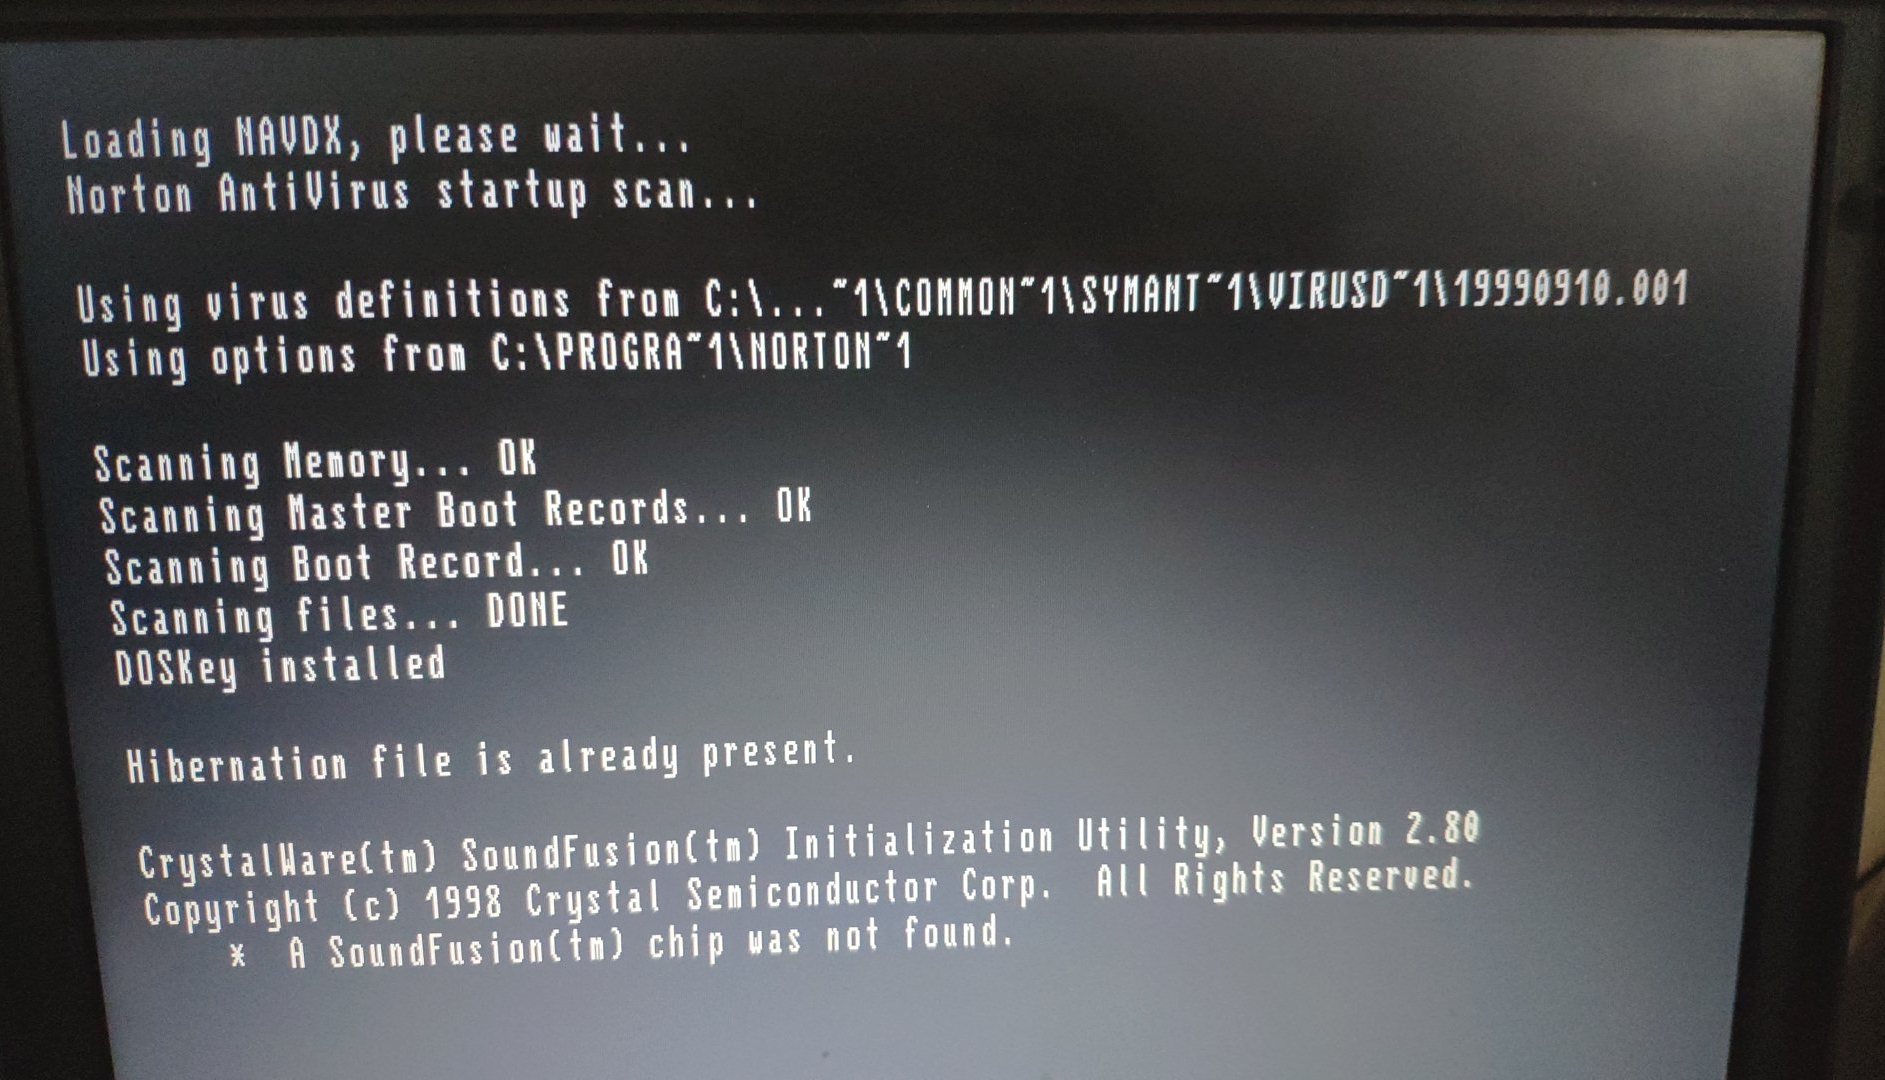 Loading NAVDX, please wait...
Norton AntiVirus startup scan...
Using virus definitions from C:\...~1\COMMON~1\SYMANT~1\VIRUSD~1\19990910.001
Using options from C:\PROGRA~1\NORTON~1
Scanning Memory... OK
Scanning Master Boot Records... OK
Scanning Boot Record... OK
Scanning files... DONE
DOSKey installed
Hibernation file is already present.
CrystalWare(tm) SoundFusion(tm) Initialization Utility, Version 2.80
Copyright (c) 1998 Crystal Semiconductor Corp.  All Rights Reserved.
*  A SoundFusion(tm) chip was not found.